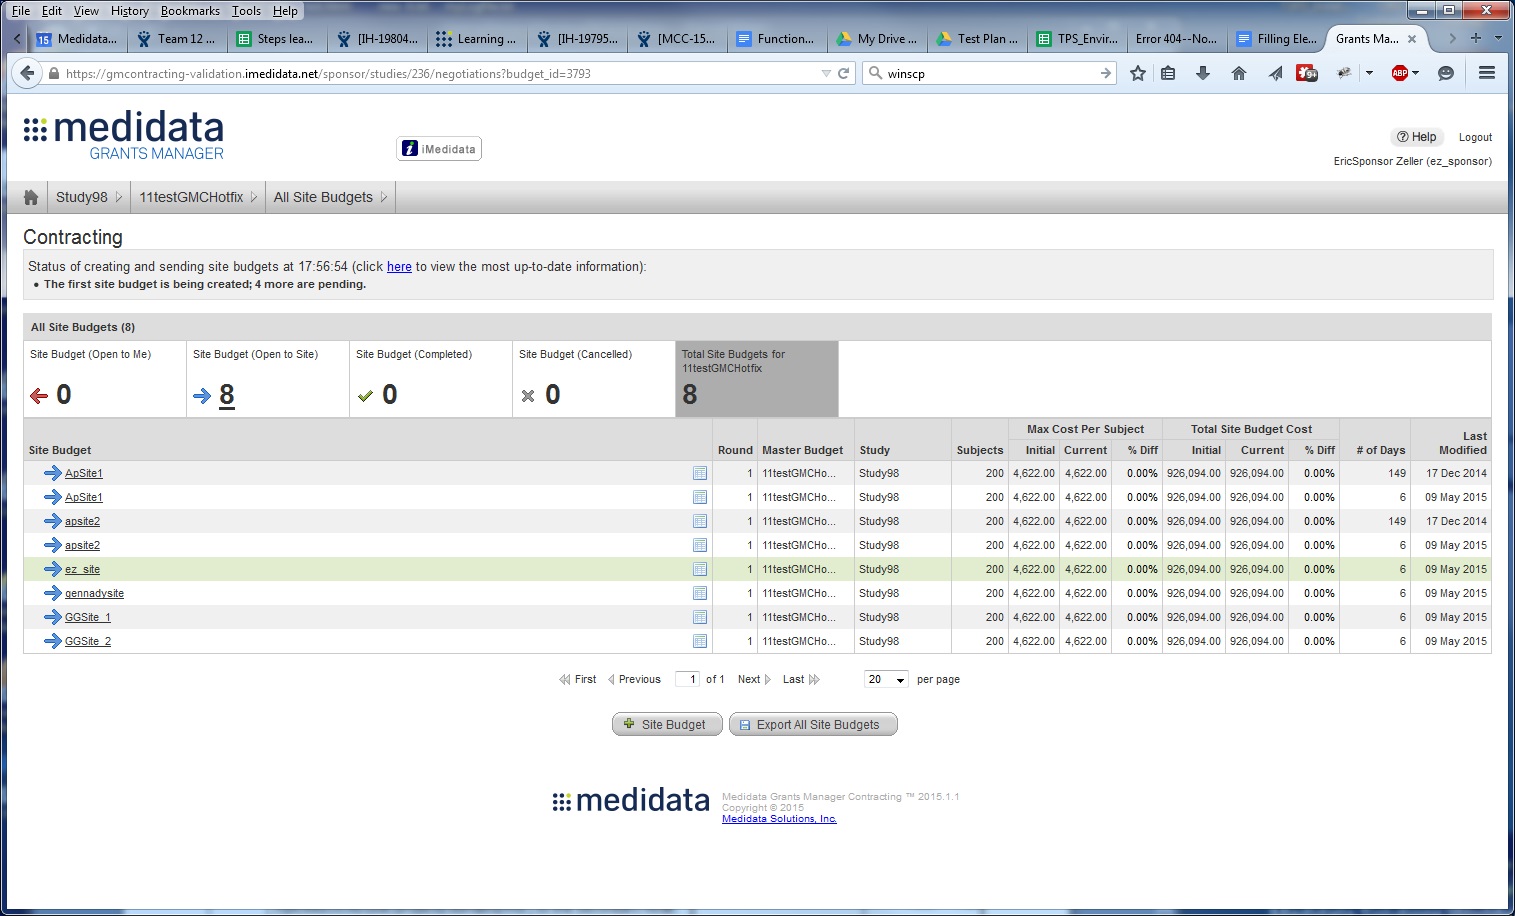 File Edit View History Bookmarks Tools Help
15 Medidata... Team 12 ... Steps lea... [IH-19804... Learning ... [IH-19795... [MCC-15... Function... My Drive ... Test Plan ... TPS_Envir... Error 404--No... Filling Ele... Grants Ma...
https://gmcontracting-validation.imedidata.net/sponsor/studies/236/negotiations?budget_id=3793 winscp 9+ ABP
medidata
GRANTS MANAGER
i iMedidata
? Help Logout
EricSponsor Zeller (ez_sponsor)
Study98 11testGMCHotfix All Site Budgets
Contracting
Status of creating and sending site budgets at 17:56:54 (click here to view the most up-to-date information):
• The first site budget is being created; 4 more are pending.
All Site Budgets (8)
Site Budget (Open to Me) Site Budget (Open to Site) Site Budget (Completed) Site Budget (Cancelled) Total Site Budgets for
11testGMCHotfix
0 8 0 0 8
Max Cost Per Subject Total Site Budget Cost Last
Site Budget Round Master Budget Study Subjects Initial Current % Diff Initial Current % Diff # of Days Modified
ApSite1 1 11testGMCHo... Study98 200 4,622.00 4,622.00 0.00% 926,094.00 926,094.00 0.00% 149 17 Dec 2014
ApSite1 1 11testGMCHo... Study98 200 4,622.00 4,622.00 0.00% 926,094.00 926,094.00 0.00% 6 09 May 2015
apsite2 1 11testGMCHo... Study98 200 4,622.00 4,622.00 0.00% 926,094.00 926,094.00 0.00% 149 17 Dec 2014
apsite2 1 11testGMCHo... Study98 200 4,622.00 4,622.00 0.00% 926,094.00 926,094.00 0.00% 6 09 May 2015
ez_site 1 11testGMCHo... Study98 200 4,622.00 4,622.00 0.00% 926,094.00 926,094.00 0.00% 6 09 May 2015
gennadysite 1 11testGMCHo... Study98 200 4,622.00 4,622.00 0.00% 926,094.00 926,094.00 0.00% 6 09 May 2015
GGSite_1 1 11testGMCHo... Study98 200 4,622.00 4,622.00 0.00% 926,094.00 926,094.00 0.00% 6 09 May 2015
GGSite_2 1 11testGMCHo... Study98 200 4,622.00 4,622.00 0.00% 926,094.00 926,094.00 0.00% 6 09 May 2015
First Previous 1 of 1 Next Last 20 per page
Site Budget Export All Site Budgets
medidata
Medidata Grants Manager Contracting ™ 2015.1.1
Copyright © 2015
Medidata Solutions, Inc.